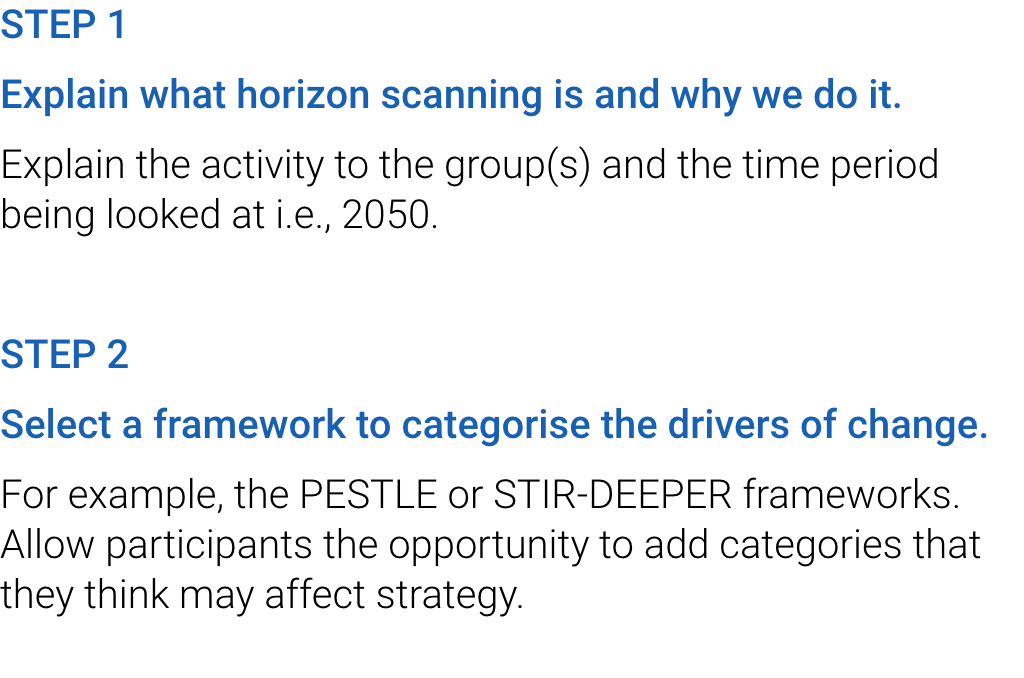 STEP 1
Explain what horizon scanning is and why we do it.
Explain the activity to the group(s) and the time period
being looked at i.e., 2050.
STEP 2
Select a framework to categorise the drivers of change.
For example, the PESTLE or STIR-DEEPER frameworks.
Allow participants the opportunity to add categories that
they think may affect strategy.